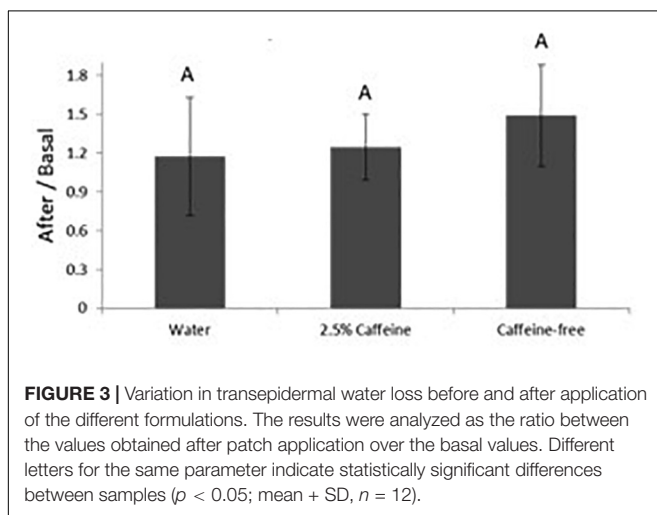 A
A
A
1.8
1.5
1.2
0.9
0.6
0.3
0
After / Basal
Water
2.5% Caffeine
Caffeine-free
FIGURE 3 | Variation in transepidermal water loss before and after application
of the different formulations. The results were analyzed as the ratio between
the values obtained after patch application over the basal values. Different
letters for the same parameter indicate statistically significant differences
between samples (p < 0.05; mean + SD, n = 12).